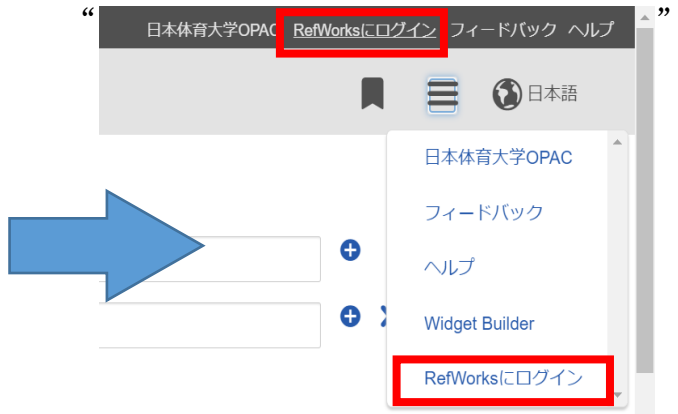 “ 日本体育大学OPAC RefWorksにログイン フィードバック ヘルプ ”
日本語
日本体育大学OPAC
フィードバック
ヘルプ
Widget Builder
RefWorksにログイン